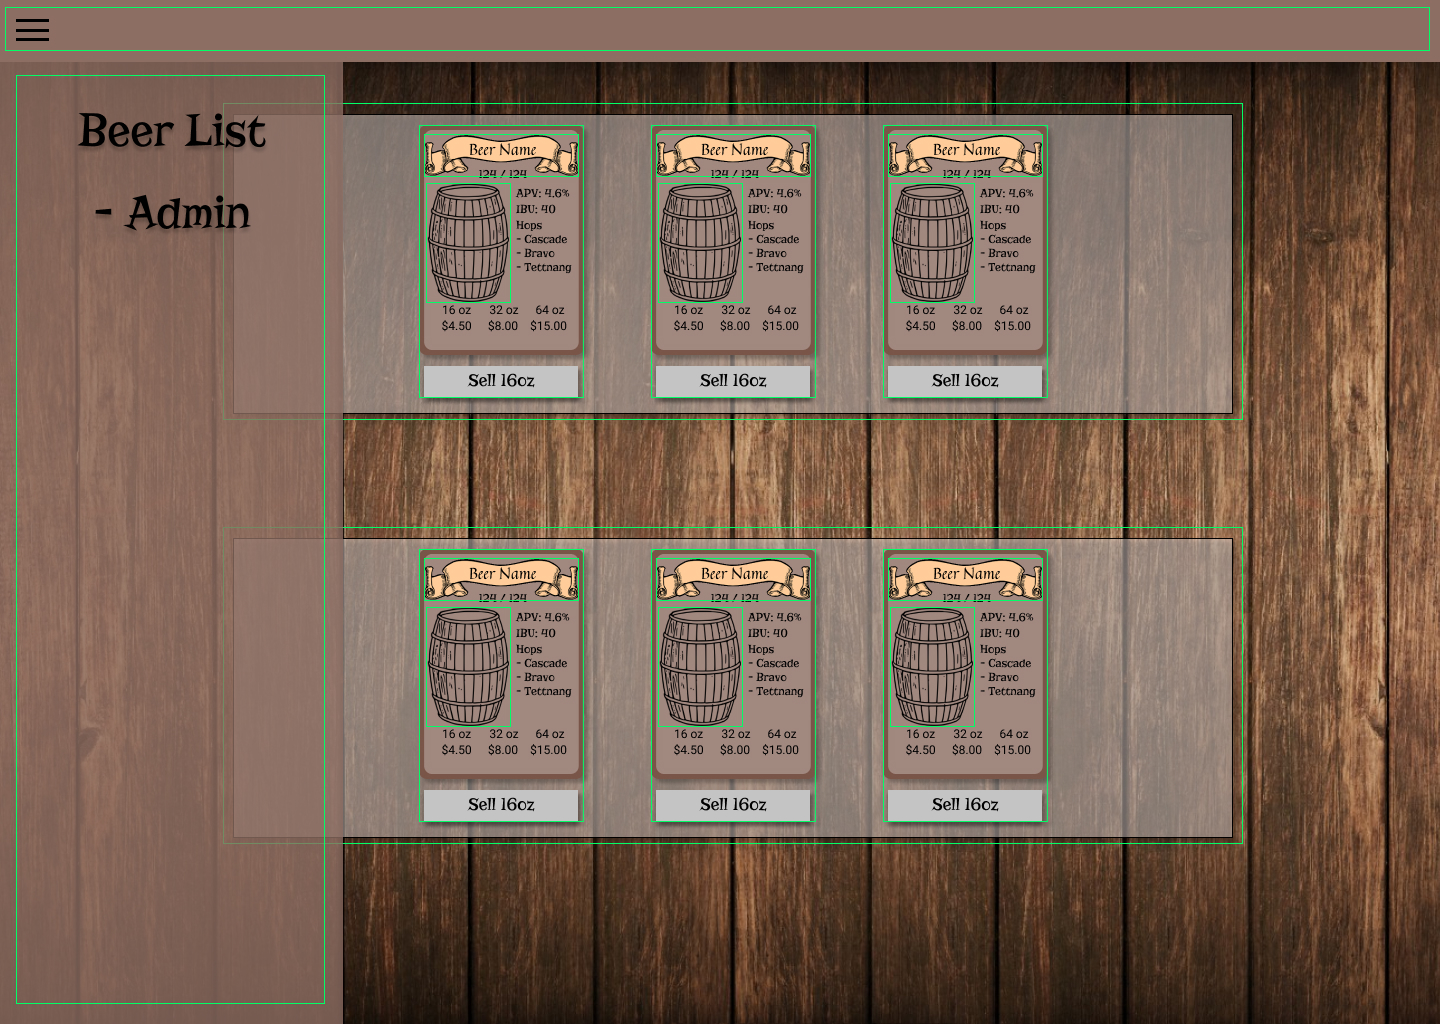 Beer List
- Admin
Beer Name
124 / 124
APV: 4.6%
IBU: 40
Hops
- Cascade
- Bravo
- Tettnang
16 oz 32 oz 64 oz
$4.50 $8.00 $15.00
Sell 16oz
Beer Name
124 / 124
APV: 4.6%
IBU: 40
Hops
- Cascade
- Bravo
- Tettnang
16 oz 32 oz 64 oz
$4.50 $8.00 $15.00
Sell 16oz
Beer Name
124 / 124
APV: 4.6%
IBU: 40
Hops
- Cascade
- Bravo
- Tettnang
16 oz 32 oz 64 oz
$4.50 $8.00 $15.00
Sell 16oz
Beer Name
124 / 124
APV: 4.6%
IBU: 40
Hops
- Cascade
- Bravo
- Tettnang
16 oz 32 oz 64 oz
$4.50 $8.00 $15.00
Sell 16oz
Beer Name
124 / 124
APV: 4.6%
IBU: 40
Hops
- Cascade
- Bravo
- Tettnang
16 oz 32 oz 64 oz
$4.50 $8.00 $15.00
Sell 16oz
Beer Name
124 / 124
APV: 4.6%
IBU: 40
Hops
- Cascade
- Bravo
- Tettnang
16 oz 32 oz 64 oz
$4.50 $8.00 $15.00
Sell 16oz